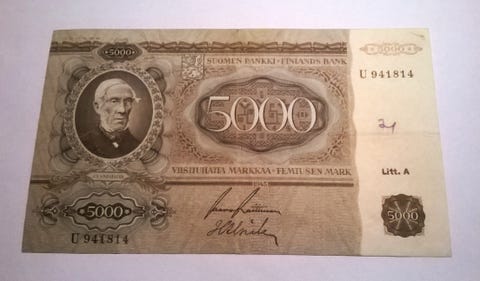 5000
SUOMEN PANKKI - FINLANDS BANK
5000
U 941814
5000
VIISITUHATTA MARKKAA - FEMTUSEN MARK
Litt. A
5000
5000
U 941814